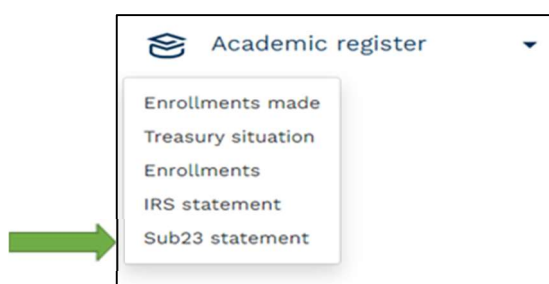 Academic register
Enrollments made
Treasury situation
Enrollments
IRS statement
Sub23 statement